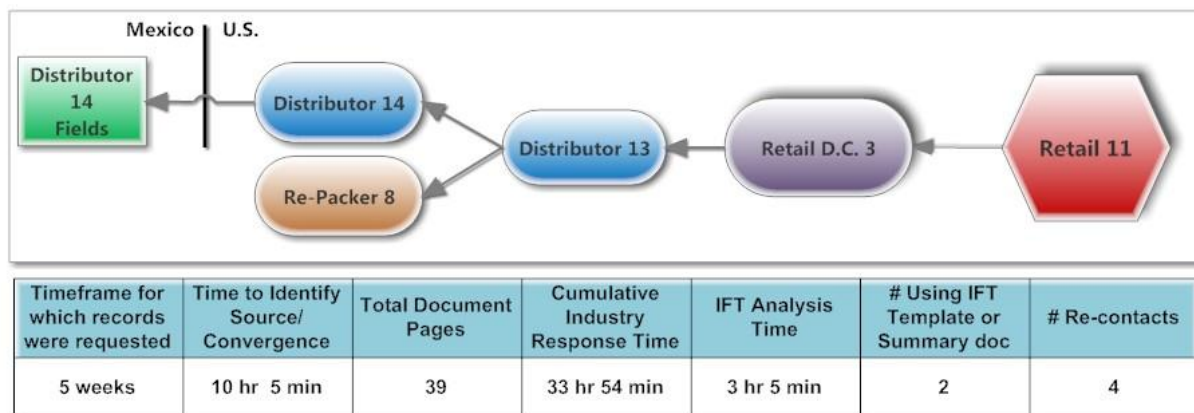 Mexico U.S.
Distributor
14
Fields
Distributor 14
Re-Packer 8
Distributor 13
Retail D.C. 3
Retail 11
Timeframe for
which records
were requested
Time to Identify
Source/
Convergence
Total Document
Pages
Cumulative
Industry
Response Time
IFT Analysis
Time
# Using IFT
Template or
Summary doc
# Re-contacts
5 weeks
10 hr 5 min
39
33 hr 54 min
3 hr 5 min
2
4